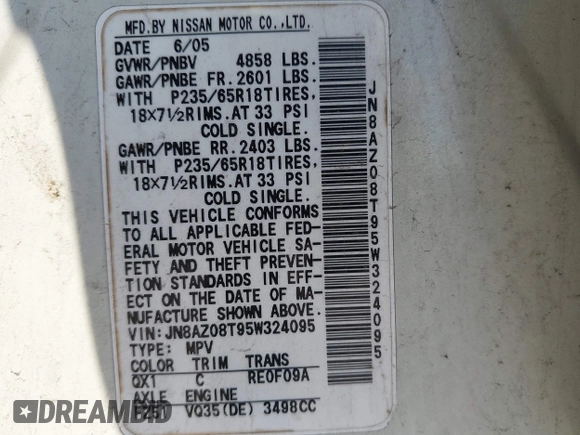 MFD.BY NISSAN MOTOR CO.,LTD.
DATE 6/05
GVWR/PNBV 4858 LBS.
GAWR/PNBE FR. 2601 LBS.
WITH P235/65R18TIRES,
18X7½RIMS.AT 33 PSI
COLD SINGLE.
GAWR/PNBE RR. 2403 LBS.
WITH P235/65R18TIRES,
18X7½RIMS.AT 33 PSI
COLD SINGLE.
THIS VEHICLE CONFORMS
TO ALL APPLICABLE FED-
ERAL MOTOR VEHICLE SA-
FETY AND THEFT PREVEN-
TION STANDARDS IN EFF-
ECT ON THE DATE OF MA-
NUFACTURE SHOWN ABOVE.
VIN:JN8AZ08T95W324095
TYPE: MPV
COLOR TRIM TRANS
QX1 C RE0F09A
AXLE ENGINE
VQ35(DE) 3498CC
JN8AZ08T95W324095
DREAMBID